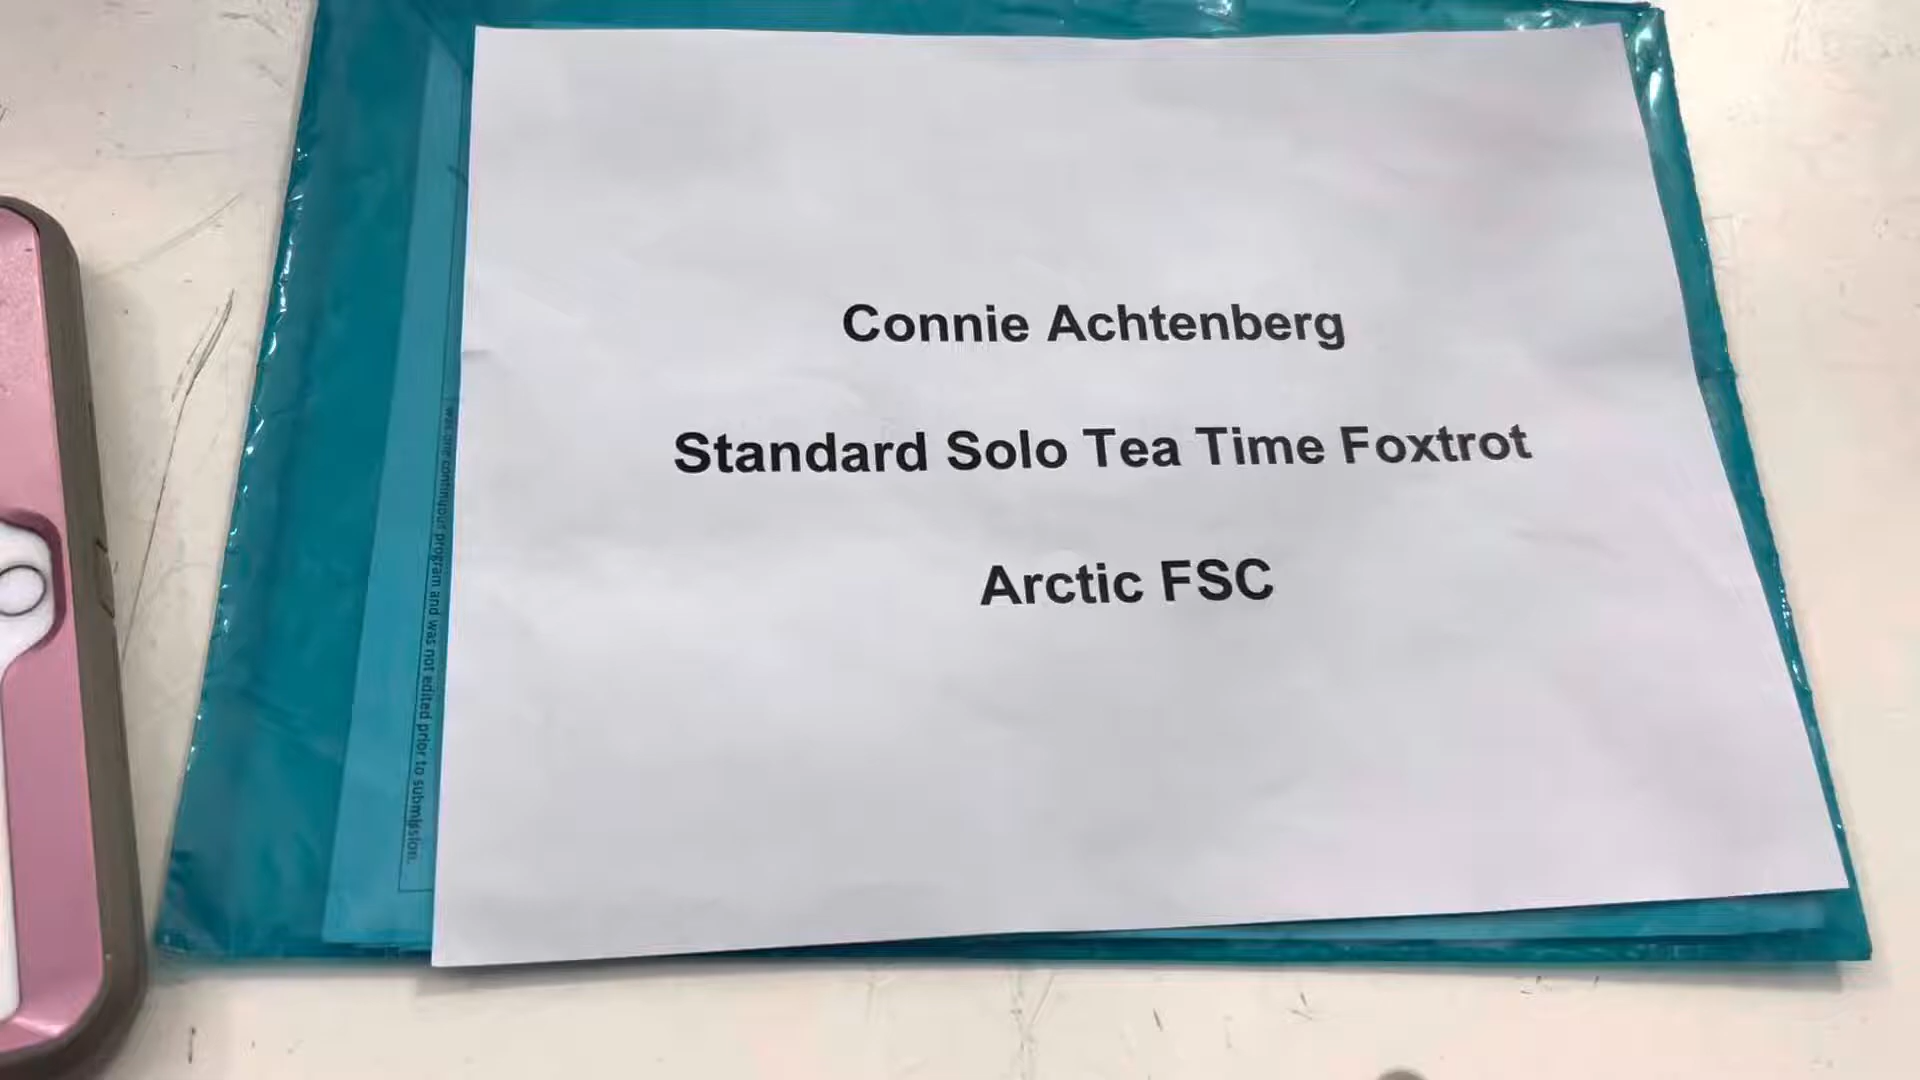 Connie Achtenberg
Standard Solo Tea Time Foxtrot
Arctic FSC
was one continuous program and was not edited prior to submission.